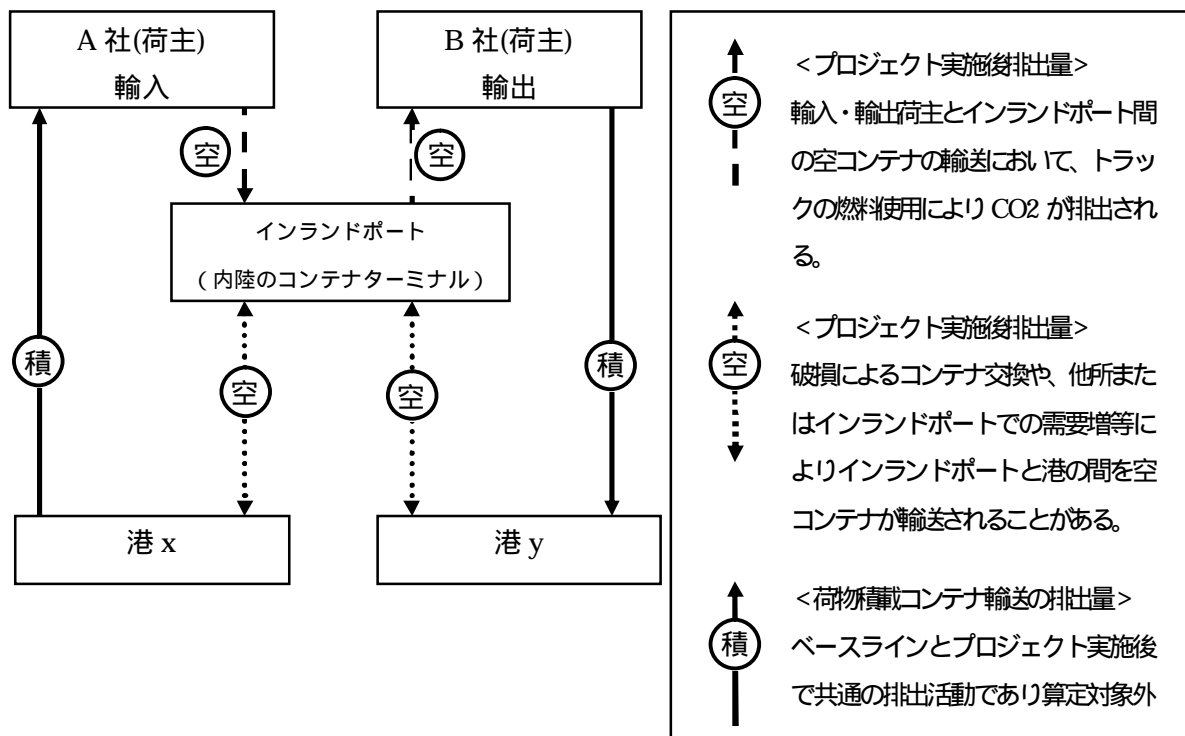 A 社(荷主)
輸入
B 社(荷主)
輸出
空
空
インランドポート
(内陸のコンテナターミナル)
積
空
空
積
港 x
港 y
空
<プロジェクト実施後排出量>
輸入・輸出荷主とインランドポート間
の空コンテナの輸送において、トラッ
クの燃料使用により CO2 が排出され
る。
空
<プロジェクト実施後排出量>
破損によるコンテナ交換や、他所また
はインランドポートでの需要増等に
よりインランドポートと港の間を空
コンテナが輸送されることがある。
積
<荷物積載コンテナ輸送の排出量>
ベースラインとプロジェクト実施後
で共通の排出活動であり算定対象外